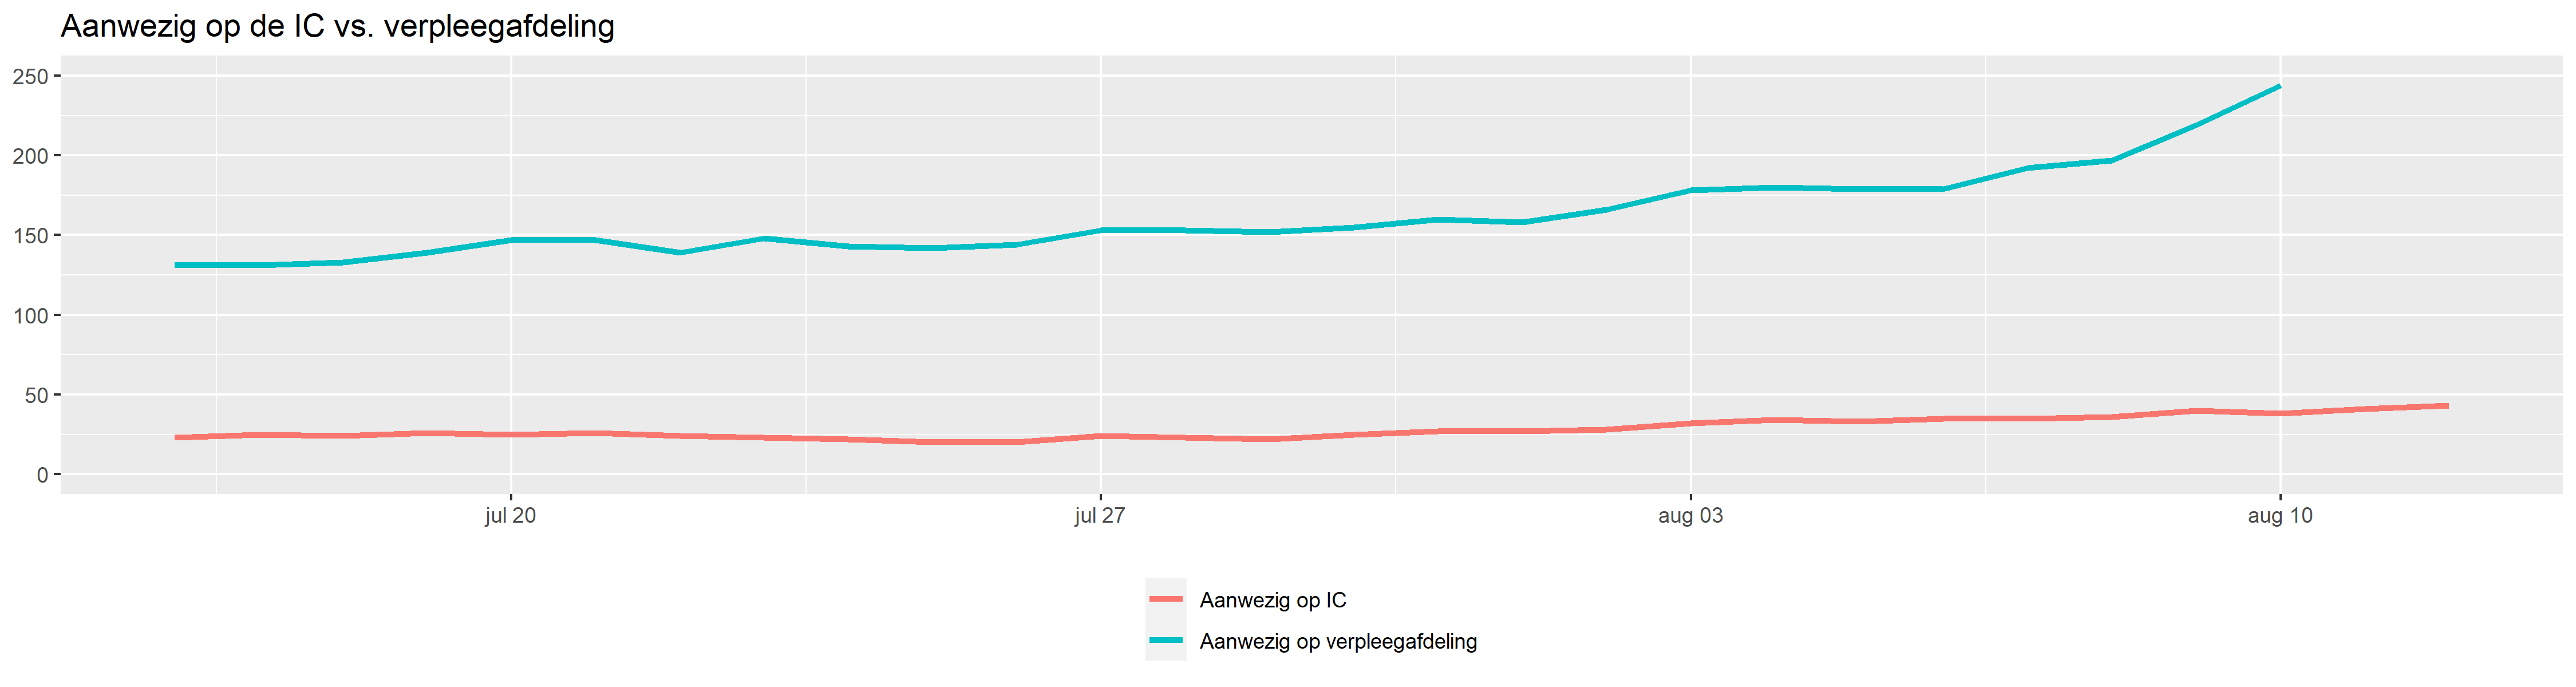 Aanwezig op de IC vs. verpleegafdeling
250
200
150
100
50
0
jul 20 jul 27 aug 03 aug 10
Aanwezig op IC
Aanwezig op verpleegafdeling